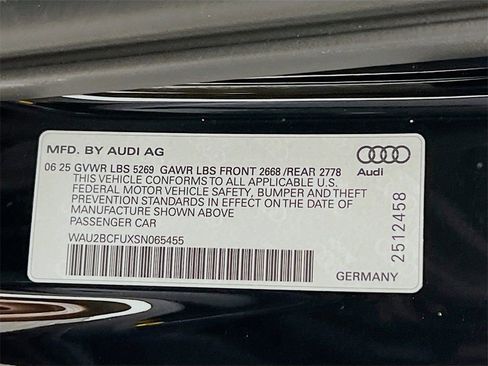 MFD. BY AUDI AG
Audi
06 25 GVWR LBS 5269 GAWR LBS FRONT 2668 /REAR 2778
THIS VEHICLE CONFORMS TO ALL APPLICABLE U.S.
FEDERAL MOTOR VEHICLE SAFETY, BUMPER AND THEFT
PREVENTION STANDARDS IN EFFECT ON THE DATE
OF MANUFACTURE SHOWN ABOVE
PASSENGER CAR
WAU2BCFUXSN065455
2512458
GERMANY